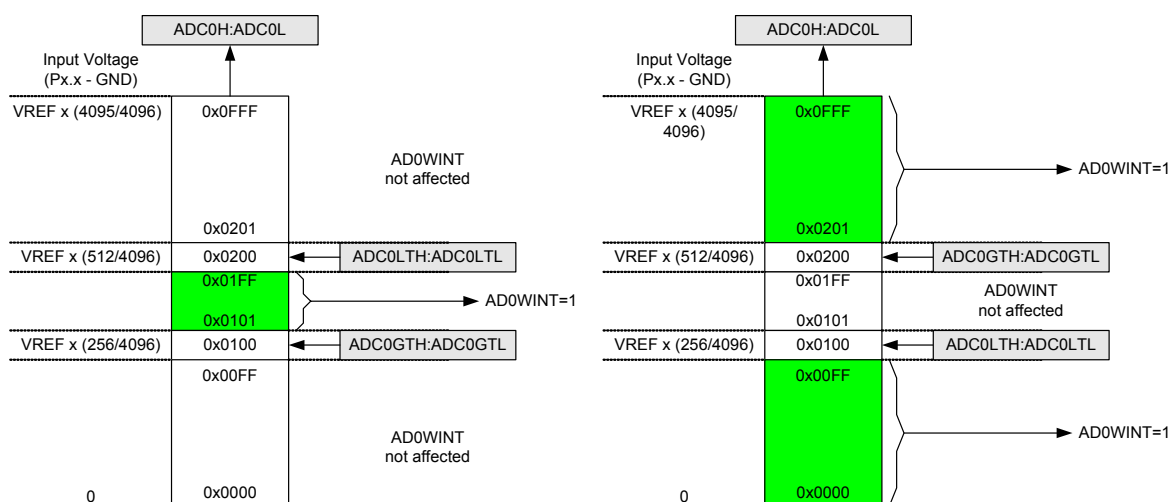 ADC0H:ADC0L
Input Voltage
(Px.x - GND)
VREF x (4095/4096)
0x0FFF
AD0WINT
not affected
0x0201
VREF x (512/4096)
0x0200
ADC0LTH:ADC0LTL
0x01FF
AD0WINT=1
0x0101
VREF x (256/4096)
0x0100
ADC0GTH:ADC0GTL
0x00FF
AD0WINT
not affected
0
0x0000
ADC0H:ADC0L
Input Voltage
(Px.x - GND)
VREF x (4095/
4096)
0x0FFF
AD0WINT=1
0x0201
VREF x (512/4096)
0x0200
ADC0GTH:ADC0GTL
0x01FF
AD0WINT
not affected
0x0101
VREF x (256/4096)
0x0100
ADC0LTH:ADC0LTL
0x00FF
AD0WINT=1
0
0x0000